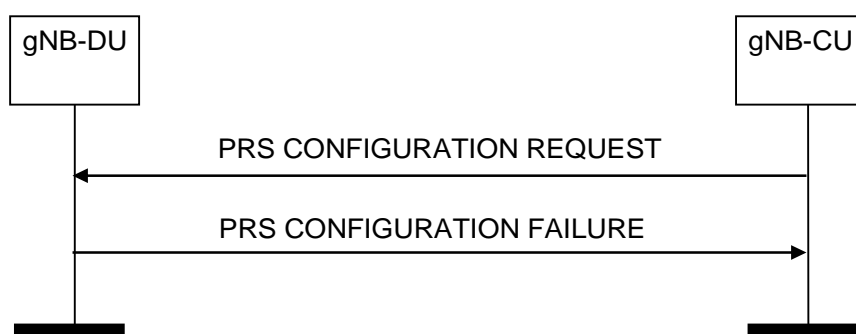 gNB-DU
gNB-CU
PRS CONFIGURATION REQUEST
PRS CONFIGURATION FAILURE